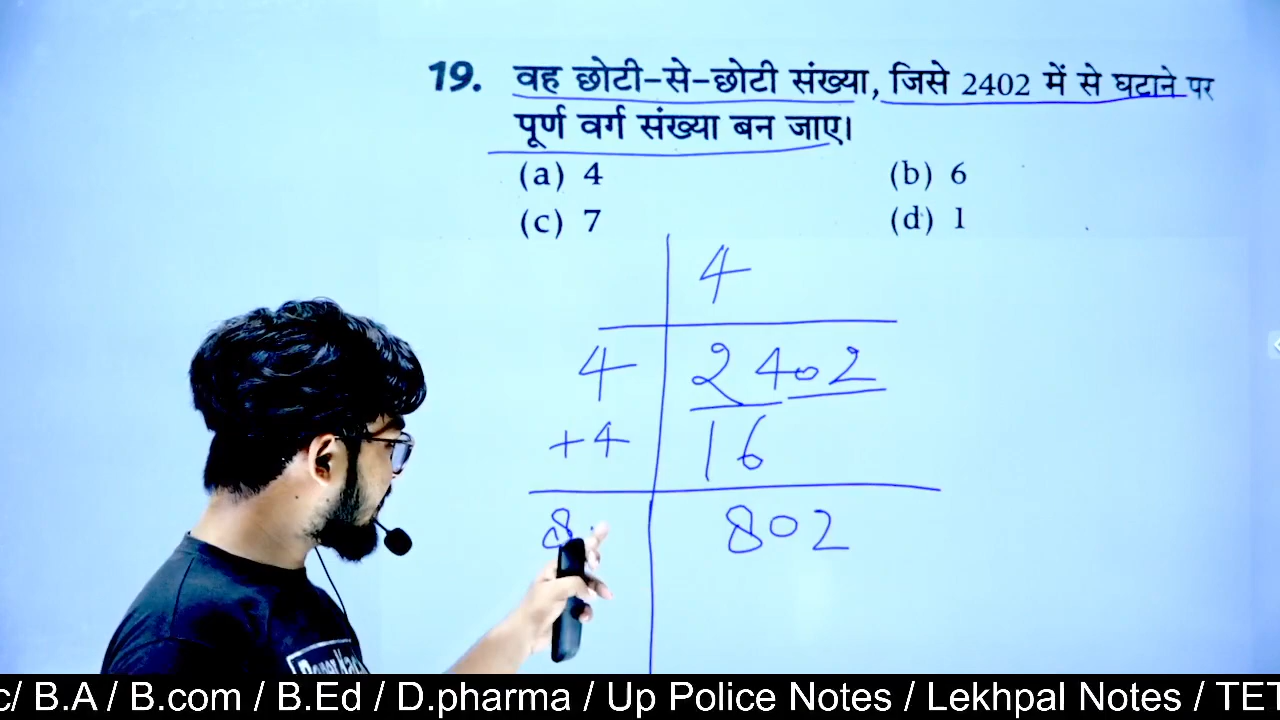 19. वह छोटी-से-छोटी संख्या, जिसे 2402 में से घटाने पर
पूर्ण वर्ग संख्या बन जाए।
(a) 4 (b) 6
(c) 7 (d) 1
4
4 2402
+4 16
8 802
c/ B.A / B.com / B.Ed / D.pharma / Up Police Notes / Lekhpal Notes / TET